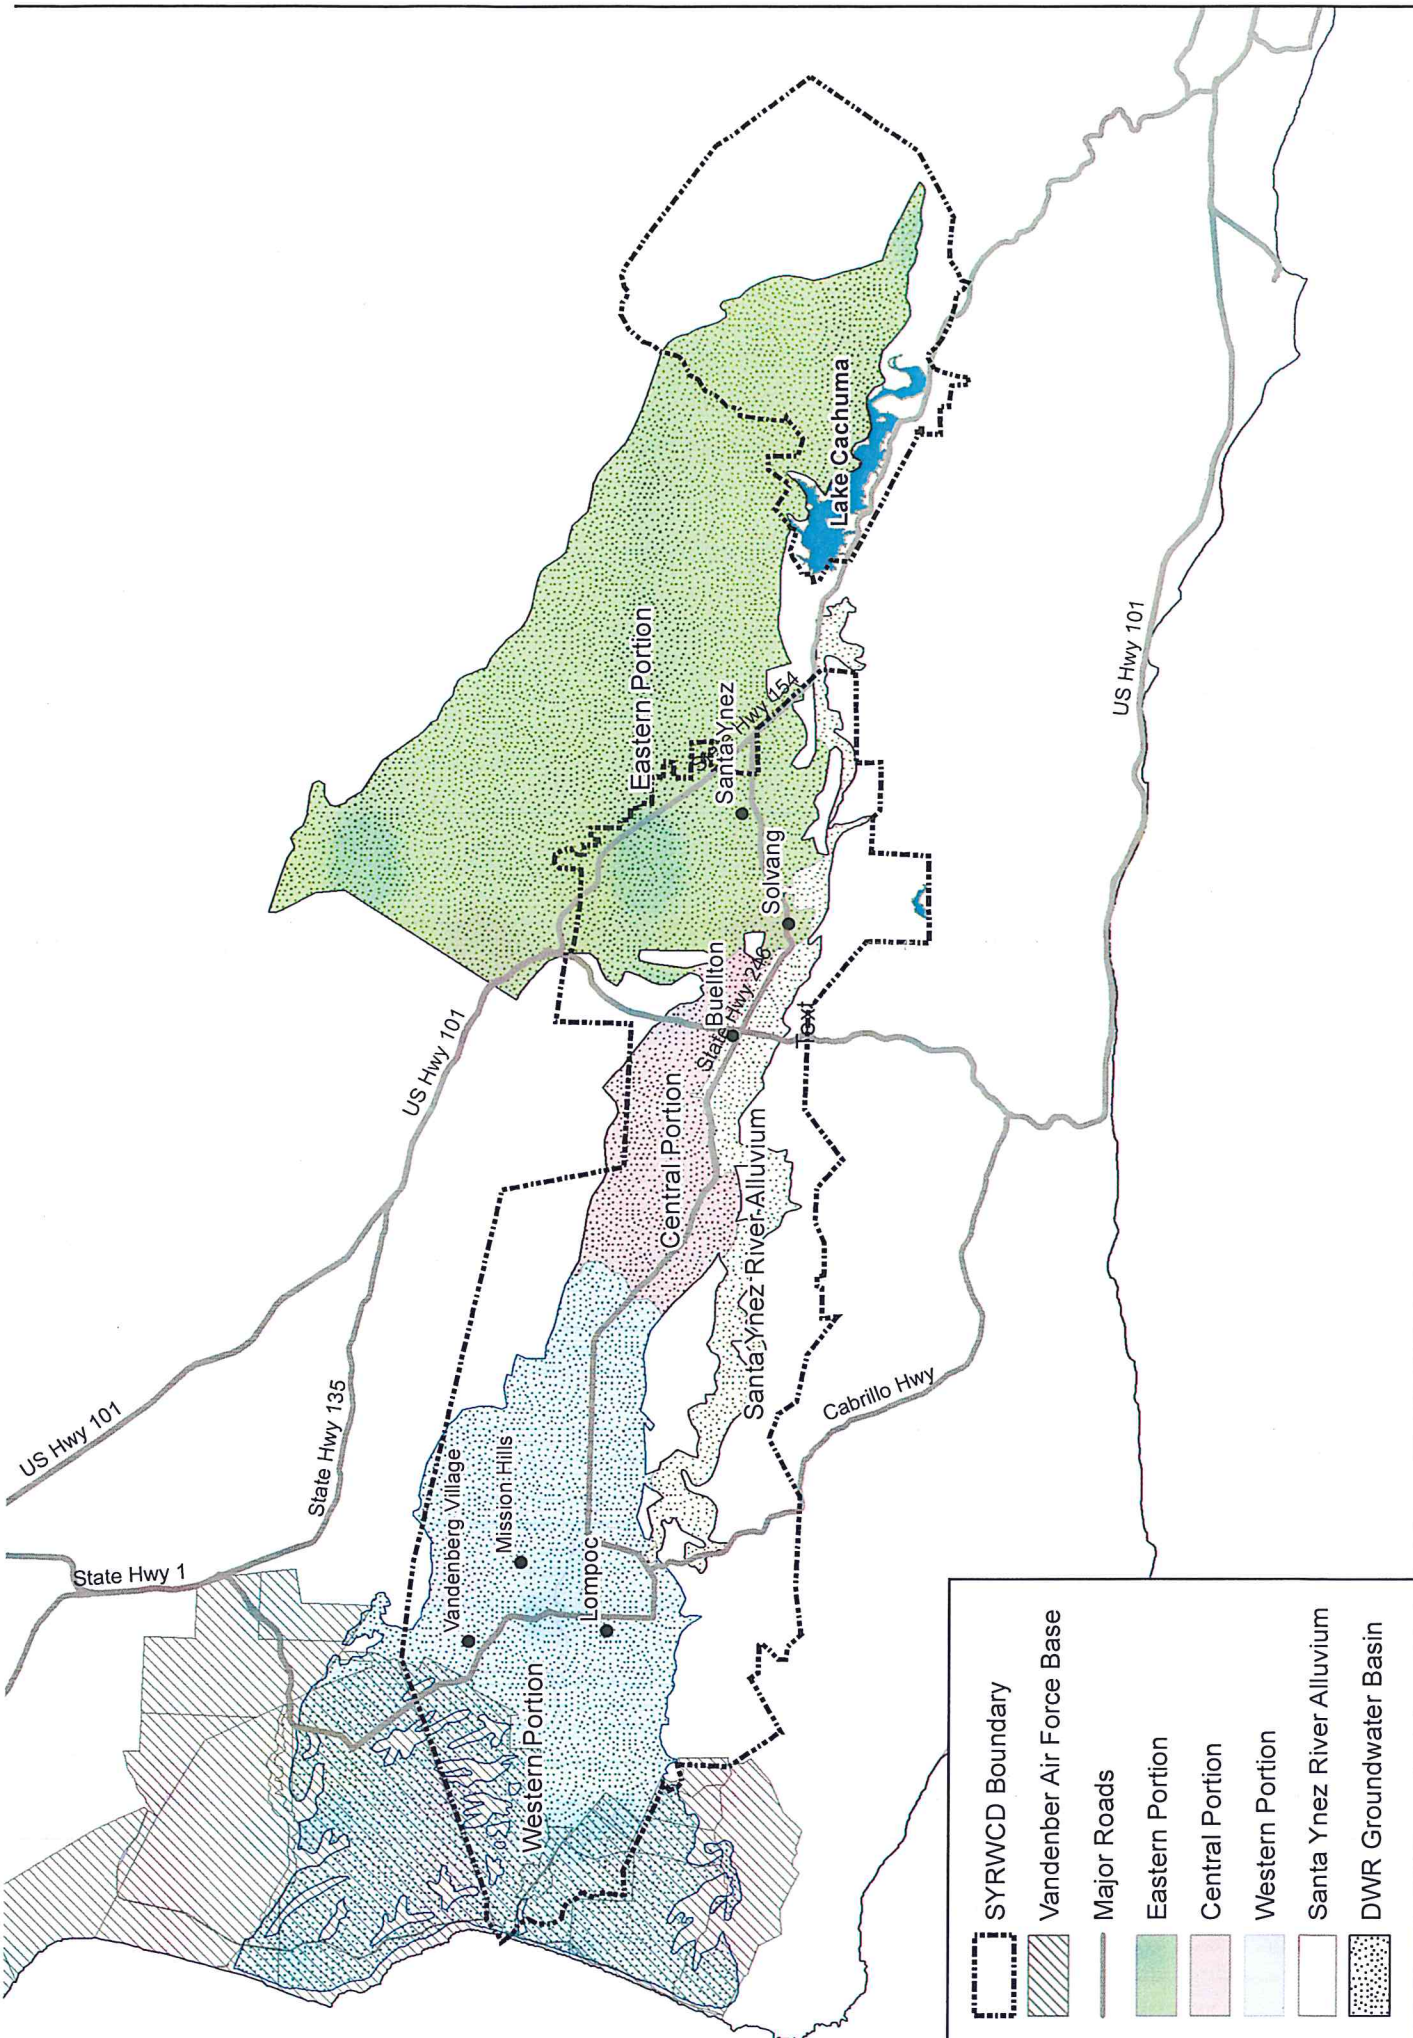 US Hwy 101
State Hwy 135
State Hwy 1
US Hwy 101
Vandenberg Village
Mission Hills
Lompoc
Western Portion
Central Portion
Santa Ynez River Alluvium
Buellton
State Hwy 246
Text
Solvang
Santa Ynez
Hwy 154
Eastern Portion
Lake Cachuma
Cabrillo Hwy
US Hwy 101
SYRWCD Boundary
Vandenber Air Force Base
Major Roads
Eastern Portion
Central Portion
Western Portion
Santa Ynez River Alluvium
DWR Groundwater Basin